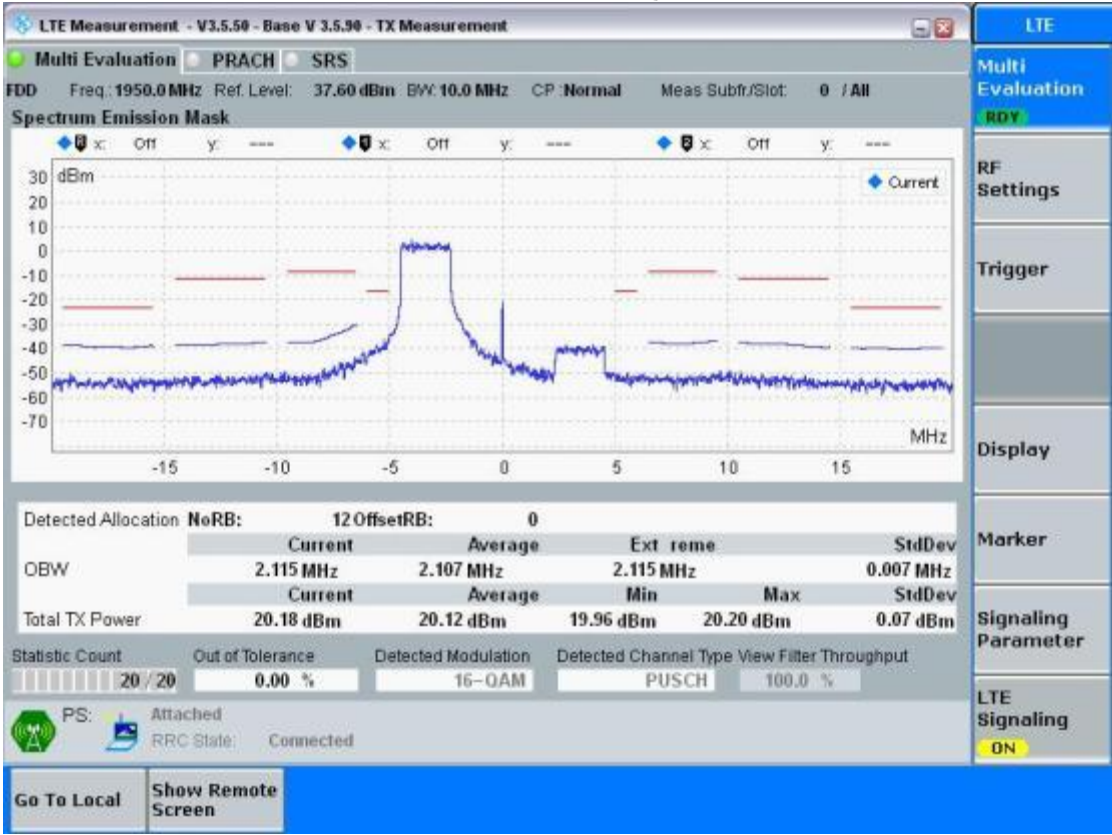 LTE Measurement - V3.5.50 - Base V 3.5.90 - TX Measurement
LTE
Multi Evaluation PRACH SRS
Multi Evaluation
RDY
FDD Freq.: 1950.0 MHz Ref. Level: 37.60 dBm BW: 10.0 MHz CP :Normal Meas Subfr./Slot: 0 / All
Spectrum Emission Mask
x: Off y: --- x: Off y: --- x: Off y: ---
dBm
Current
30
20
10
0
-10
-20
-30
-40
-50
-60
-70
MHz
-15 -10 -5 0 5 10 15
RF Settings
Trigger
Display
Marker
Signaling Parameter
LTE Signaling
ON
Detected Allocation NoRB: 12 OffsetRB: 0
Current Average Ext reme StdDev
OBW 2.115 MHz 2.107 MHz 2.115 MHz 0.007 MHz
Current Average Min Max StdDev
Total TX Power 20.18 dBm 20.12 dBm 19.96 dBm 20.20 dBm 0.07 dBm
Statistic Count Out of Tolerance Detected Modulation Detected Channel Type View Filter Throughput
20 / 20 0.00 % 16-QAM PUSCH 100.0 %
PS: Attached
RRC State: Connected
Go To Local
Show Remote Screen